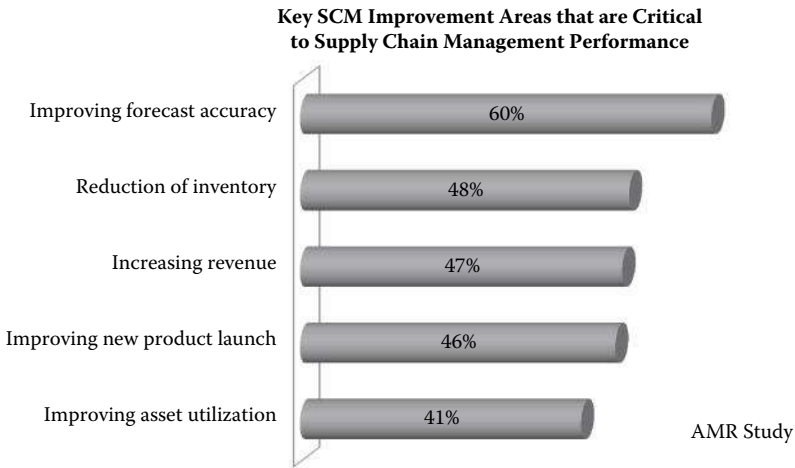 Key SCM Improvement Areas that are Critical
to Supply Chain Management Performance
Improving forecast accuracy
60%
Reduction of inventory
48%
Increasing revenue
47%
Improving new product launch
46%
Improving asset utilization
41%
AMR Study